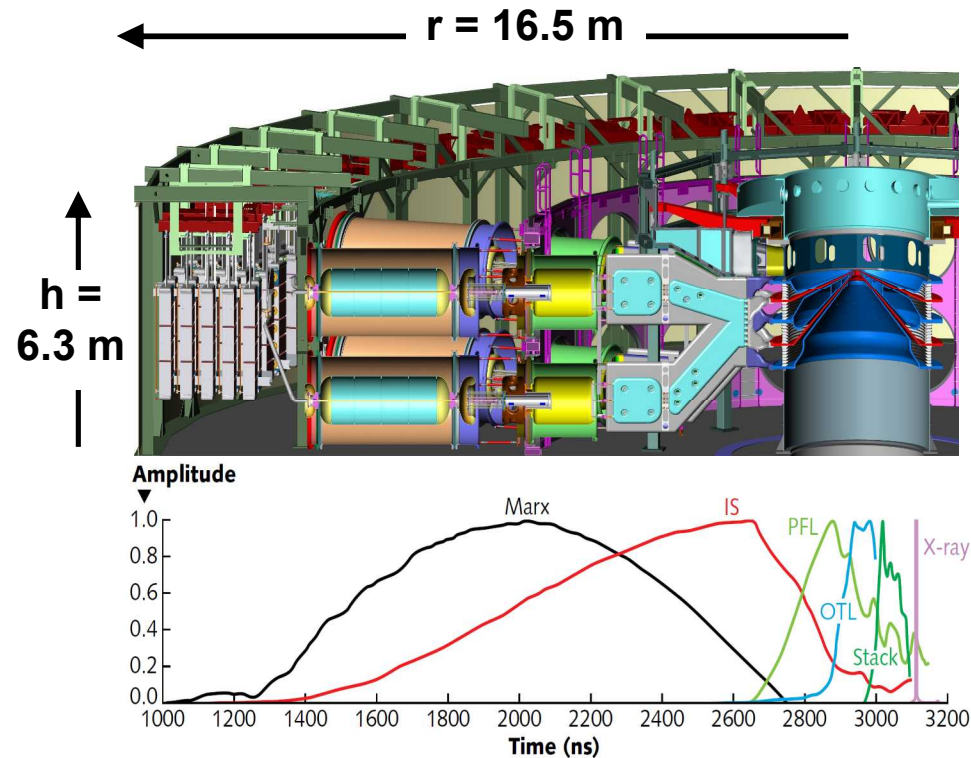 r = 16.5 m
h =
6.3 m
Amplitude
Marx
IS
PFL
X-ray
OTL
Stack
1.0
0.8
0.6
0.4
0.2
0.0
1000 1200 1400 1600 1800 2000 2200 2400 2600 2800 3000 3200
Time (ns)